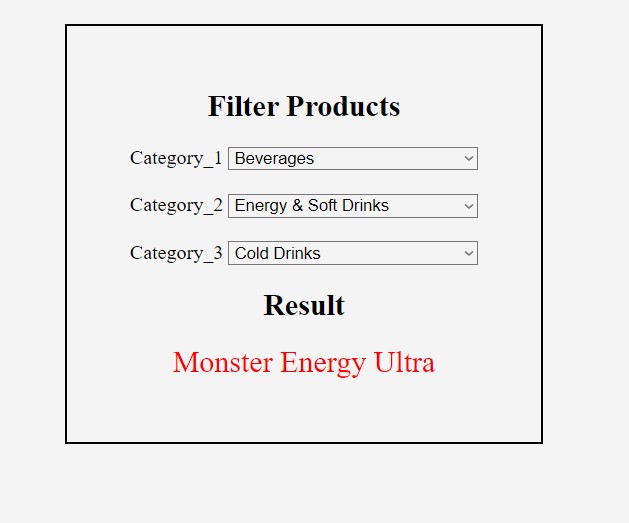 Filter Products
Category_1 Beverages
Category_2 Energy & Soft Drinks
Category_3 Cold Drinks
Result
Monster Energy Ultra